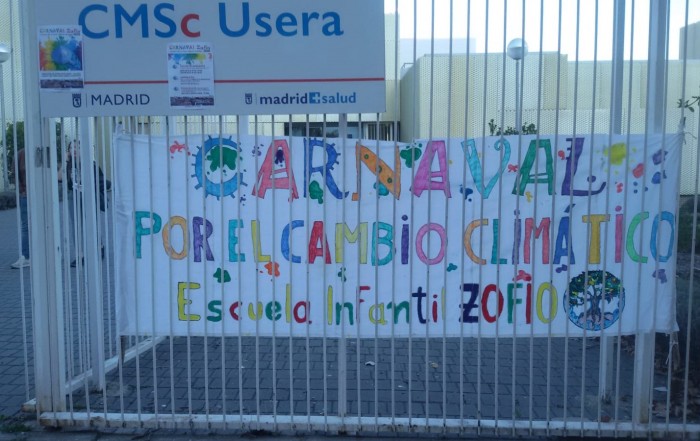 CMSc Usera
MADRID
madrid+salud
CARNAVAL
POR EL CAMBIO CLIMÁTICO
Escuela Infantil ZOFÍO